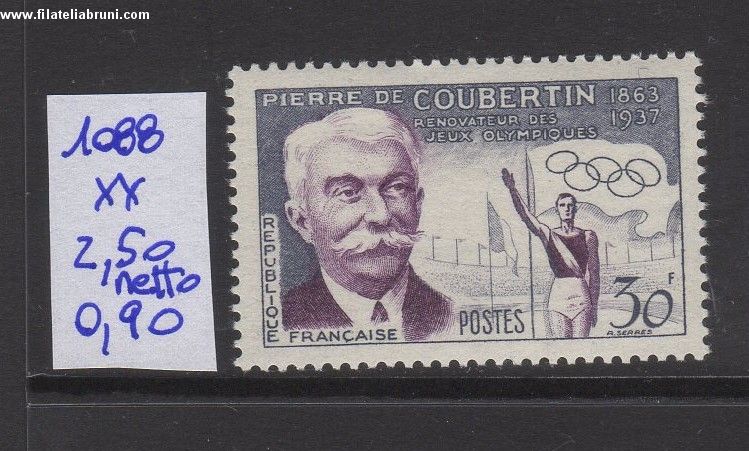 www.filateliabruni.com
1088
XX
2,50
netto
0,90
PIERRE DE COUBERTIN 1863
RENOVATEUR DES 1937
JEUX OLYMPIQUES
REPUBLIQUE FRANÇAISE
POSTES
30F
R. SERRES